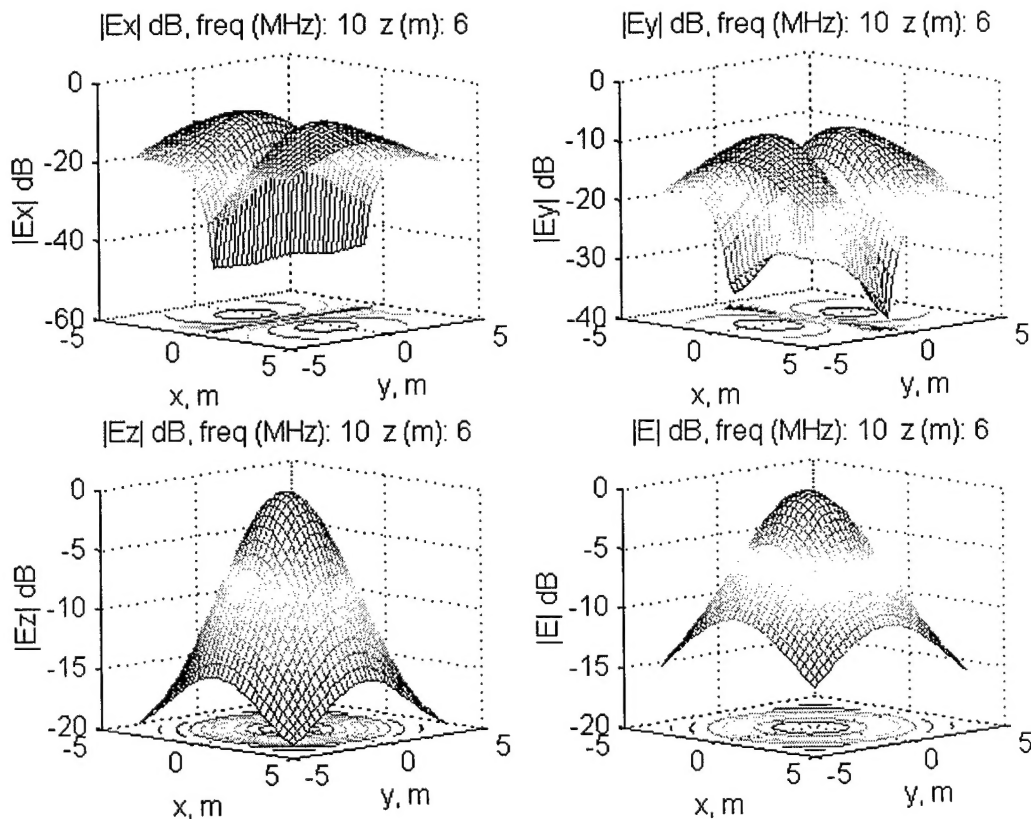 |Ex| dB, freq (MHz): 10 z (m): 6
0
-20
-40
-60
|Ex| dB
-5
0
5
x, m
-5
0
5
y, m
|Ey| dB, freq (MHz): 10 z (m): 6
0
-10
-20
-30
-40
|Ey| dB
-5
0
5
x, m
-5
0
5
y, m
|Ez| dB, freq (MHz): 10 z (m): 6
0
-5
-10
-15
-20
|Ez| dB
-5
0
5
x, m
-5
0
5
y, m
|E| dB, freq (MHz): 10 z (m): 6
0
-5
-10
-15
-20
|E| dB
-5
0
5
x, m
-5
0
5
y, m